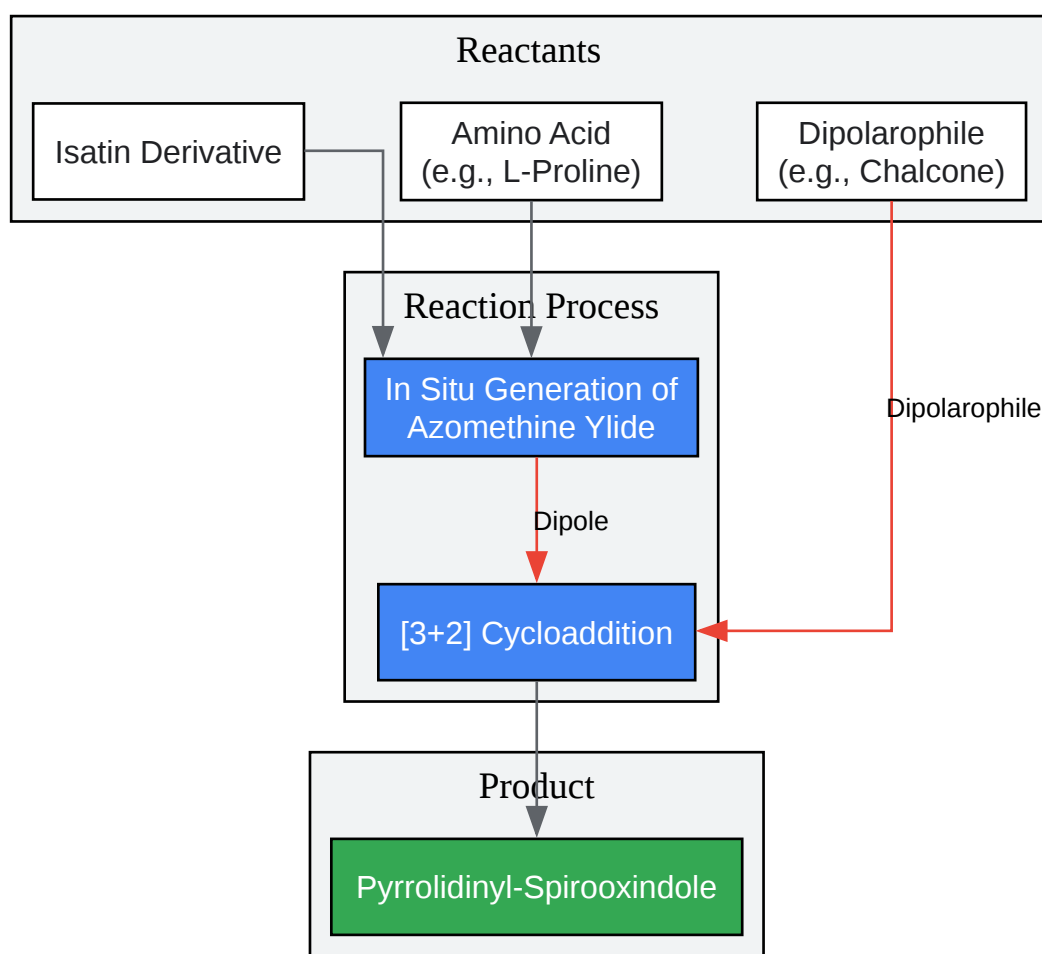 Reactants
Isatin Derivative
Amino Acid
(e.g., L-Proline)
Dipolarophile
(e.g., Chalcone)
Reaction Process
In Situ Generation of
Azomethine Ylide
Dipolarophile
Dipole
[3+2] Cycloaddition
Product
Pyrrolidinyl-Spirooxindole